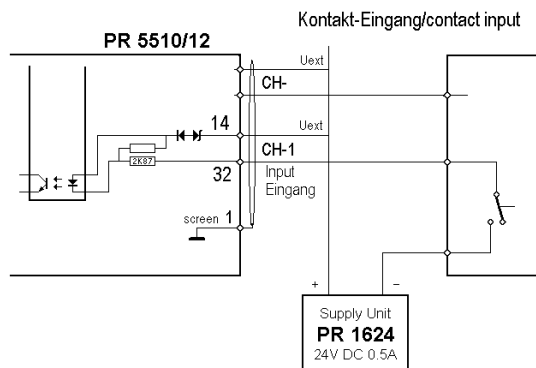 Kontakt-Eingang/contact input
PR 5510/12
Uext
CH-
14
Uext
2K87
CH-1
32
Input
Eingang
screen 1
+ −
Supply Unit
PR 1624
24V DC 0.5A